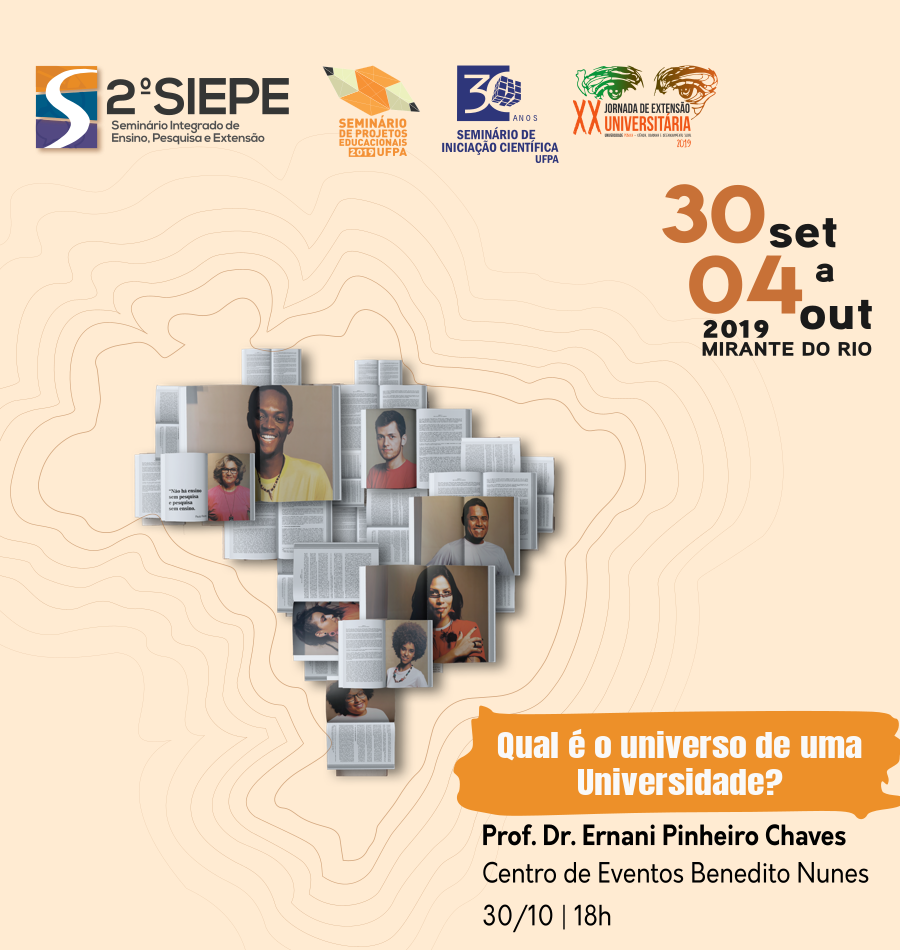 2º SIEPE
Seminário Integrado de
Ensino, Pesquisa e Extensão
SEMINÁRIO
DE PROJETOS
EDUCACIONAIS
2019 UFPA
30
ANOS
SEMINÁRIO DE
INICIAÇÃO CIENTÍFICA
UFPA
XX JORNADA DE EXTENSÃO
UNIVERSITÁRIA
2019
30 set
a
04 out
2019
MIRANTE DO RIO
"Não há ensino
sem pesquisa
e pesquisa
sem ensino.
Qual é o universo de uma
Universidade?
Prof. Dr. Ernani Pinheiro Chaves
Centro de Eventos Benedito Nunes
30/10 | 18h